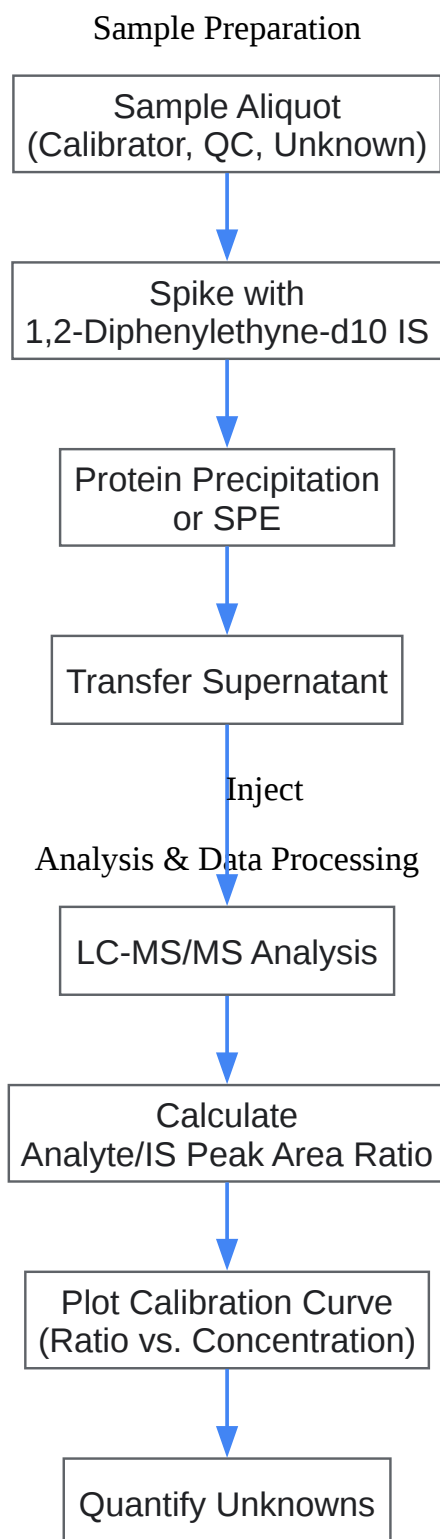 Sample Preparation
Sample Aliquot
(Calibrator, QC, Unknown)
Spike with
1,2-Diphenylethyne-d10 IS
Protein Precipitation
or SPE
Transfer Supernatant
Inject
Analysis & Data Processing
LC-MS/MS Analysis
Calculate
Analyte/IS Peak Area Ratio
Plot Calibration Curve
(Ratio vs. Concentration)
Quantify Unknowns